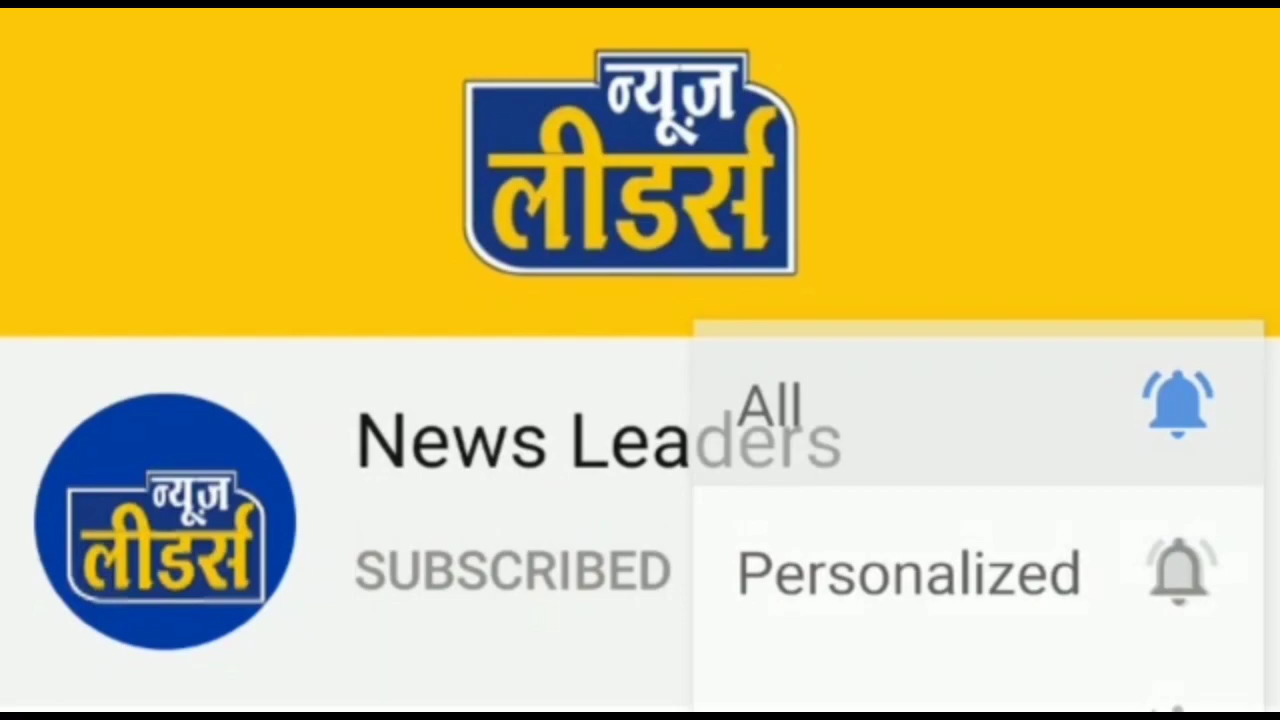 न्यूज़
लीडर्स
News Leaders
All
न्यूज़
लीडर्स
SUBSCRIBED
Personalized